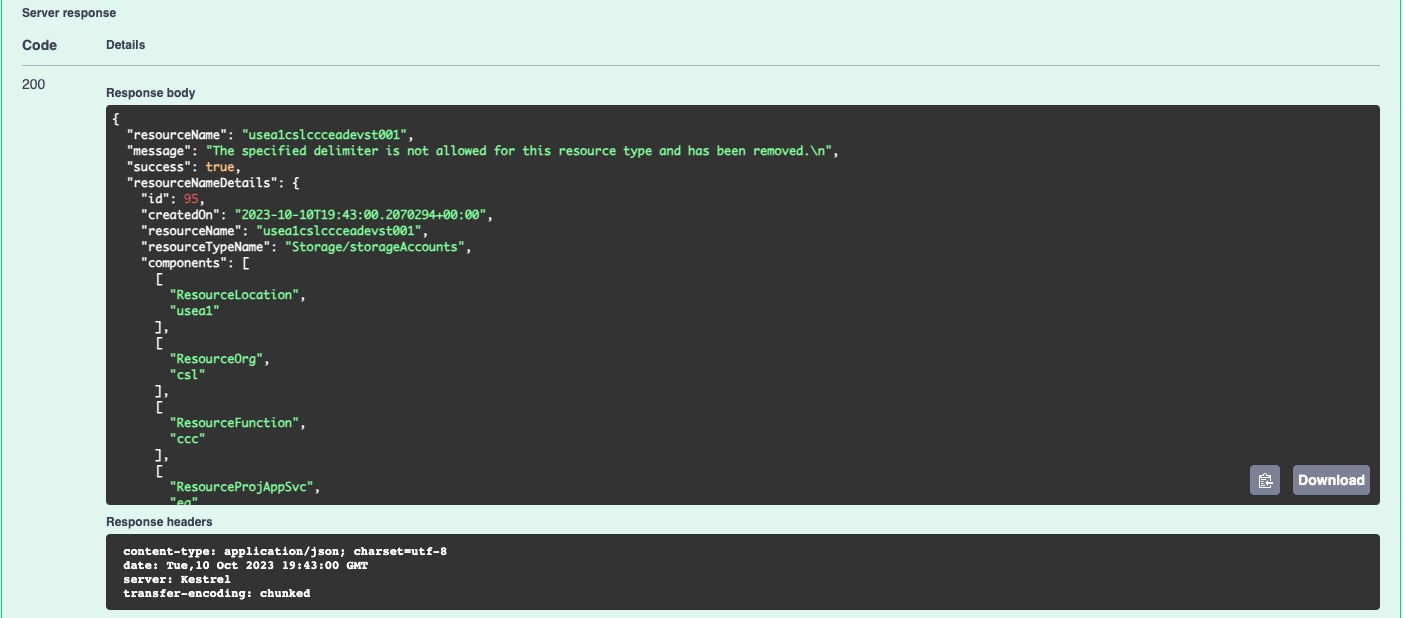 Server response
Code Details
200
Response body
{
"resourceName": "usea1cslccceadevst001",
"message": "The specified delimiter is not allowed for this resource type and has been removed.\n",
"success": true,
"resourceNameDetails": {
"id": 95,
"createdOn": "2023-10-10T19:43:00.2070294+00:00",
"resourceName": "usea1cslccceadevst001",
"resourceTypeName": "Storage/storageAccounts",
"components": [
[
"ResourceLocation",
"usea1"
],
[
"ResourceOrg",
"csl"
],
[
"ResourceFunction",
"ccc"
],
[
"ResourceProjAppSvc",
"ea"
Download
Response headers
content-type: application/json; charset=utf-8
date: Tue,10 Oct 2023 19:43:00 GMT
server: Kestrel
transfer-encoding: chunked